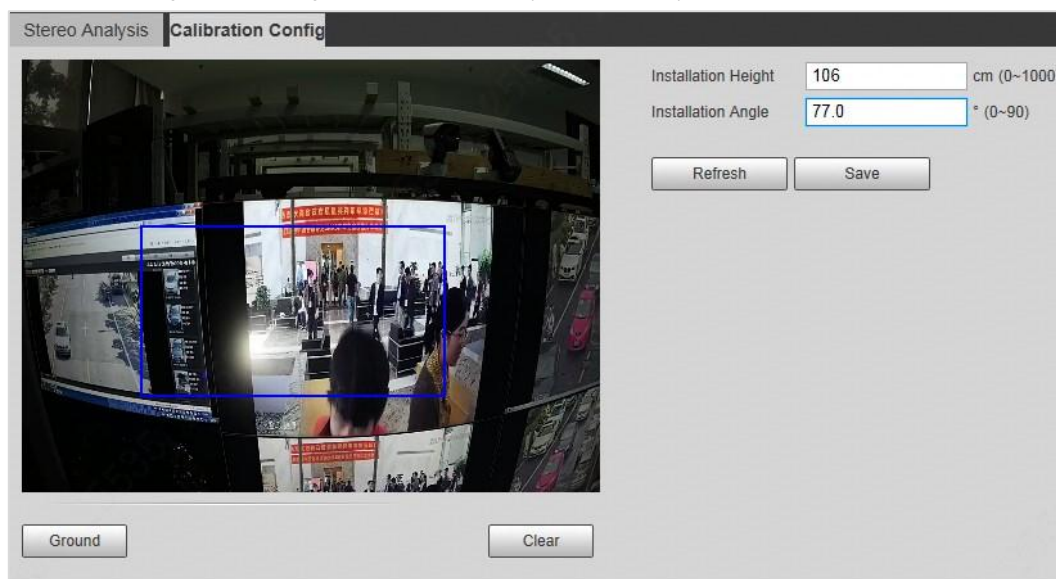 Stereo Analysis Calibration Config
Installation Height 106 cm (0~1000
Installation Angle 77.0 ° (0~90)
Refresh Save
Ground Clear